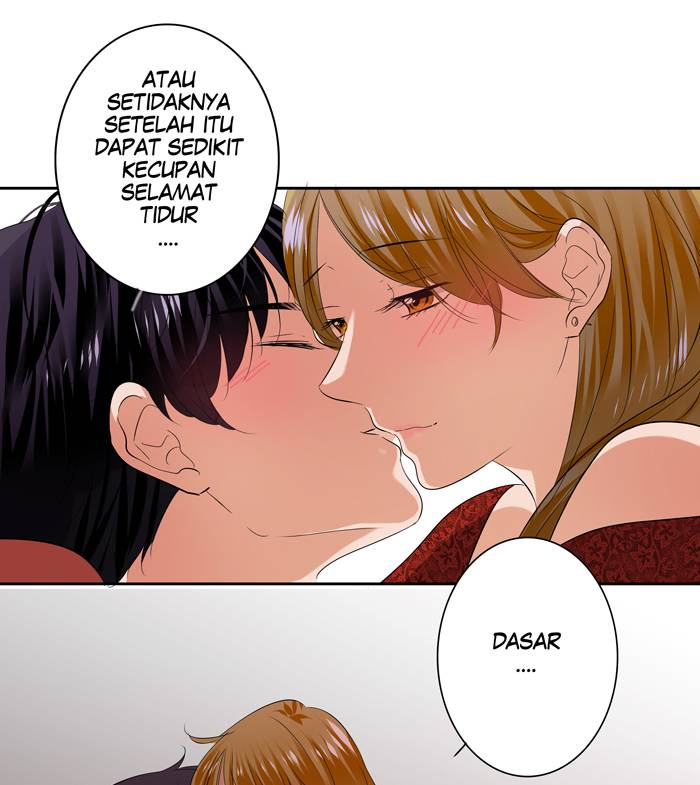 ATAU
SETIDAKNYA
SETELAH ITU
DAPAT SEDIKIT
KECUPAN
SELAMAT
TIDUR
....
DASAR
....